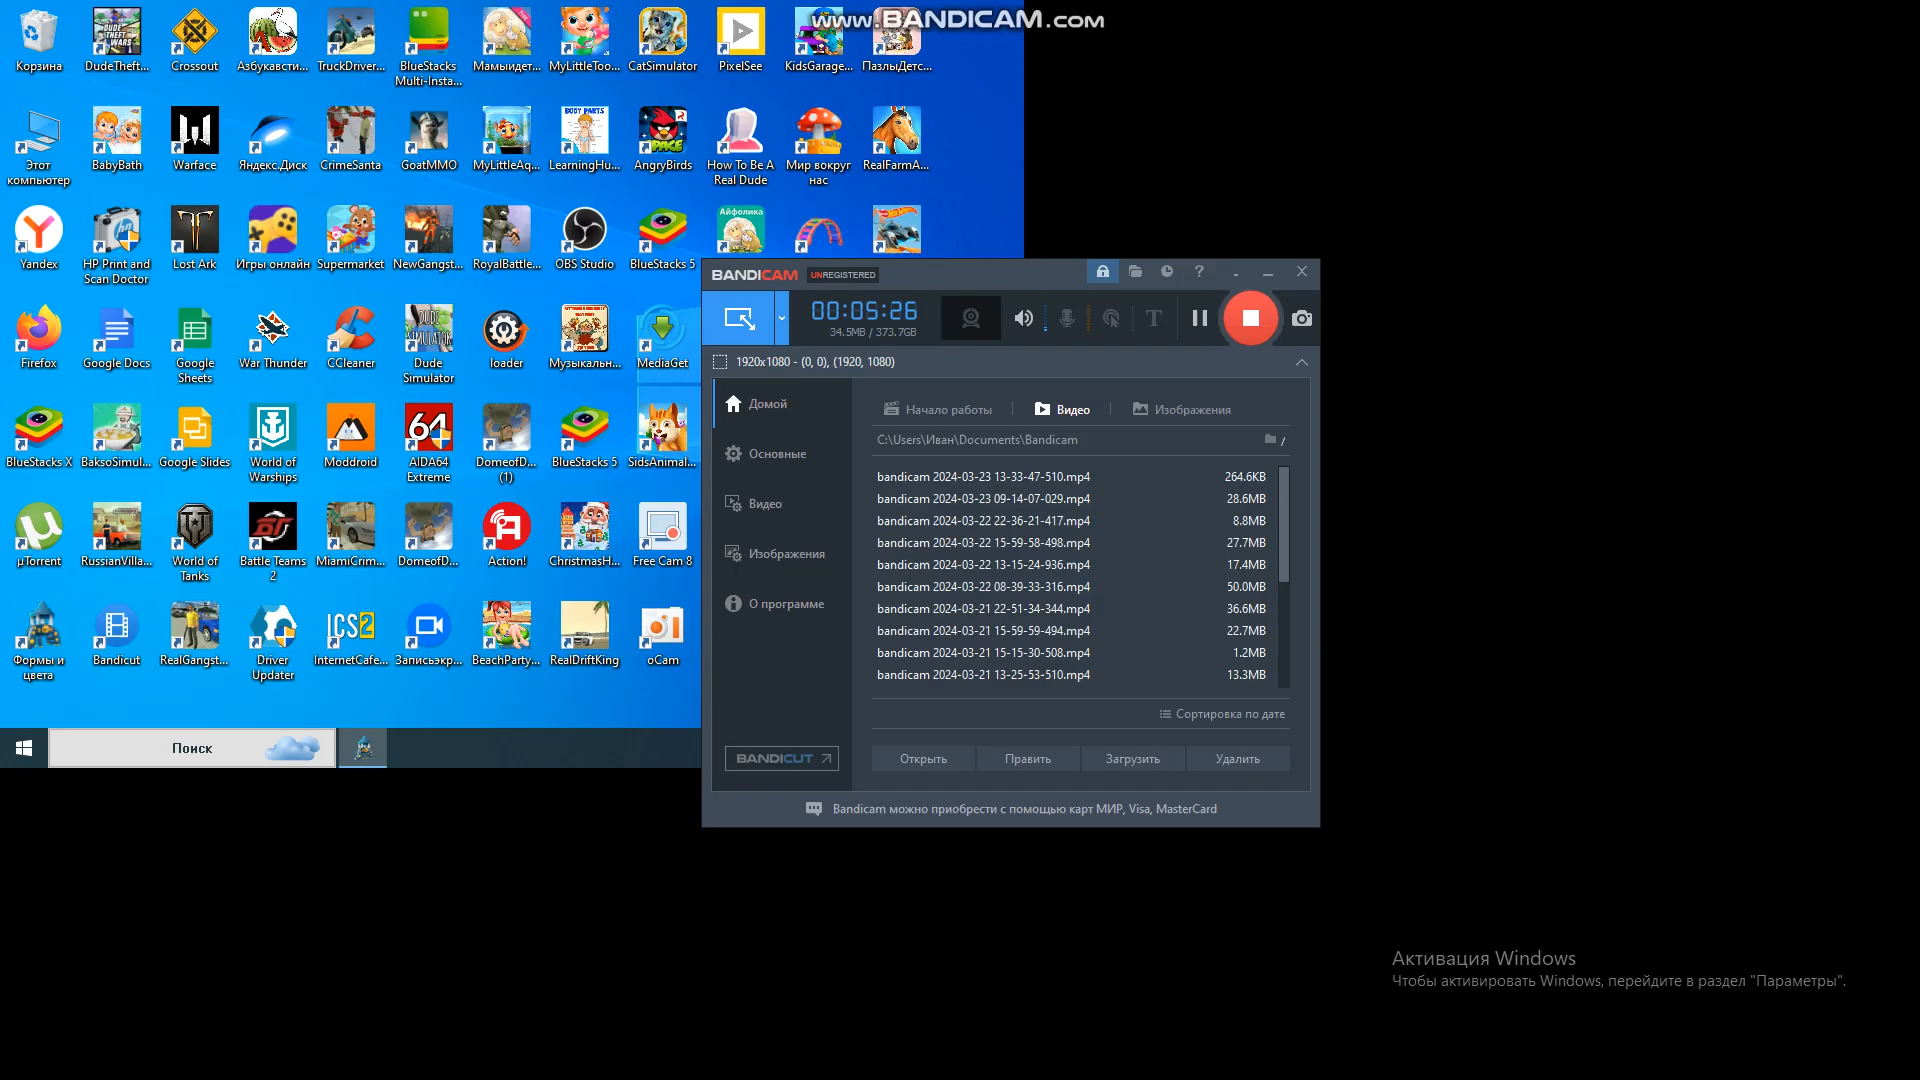 www.BANDICAM.com
Корзина
DudeTheft...
Crossout
Азбукавсти...
TruckDriver...
BlueStacks
Multi-Insta...
Мамыидет...
MyLittleToo...
CatSimulator
PixelSee
KidsGarage...
ПазлыДетс...
Этот
компьютер
BabyBath
Warface
Яндекс.Диск
CrimeSanta
GoatMMO
MyLittleAq...
BODY PARTS
LearningHu...
AngryBirds
How To Be A
Real Dude
Мир вокруг
нас
RealFarmA...
Yandex
HP Print and
Scan Doctor
Lost Ark
Игры онлайн
Supermarket
NewGangst...
RoyalBattle...
OBS Studio
BlueStacks 5
Айфолика
Firefox
Google Docs
Google
Sheets
War Thunder
CCleaner
Dude
Simulator
loader
Музыкальн...
MediaGet
BlueStacks X
BaksoSimul...
Google Slides
World of
Warships
Moddroid
64
AIDA64
Extreme
DomeofD...
(1)
BlueStacks 5
SidsAnimal...
µTorrent
RussianVilla...
World of
Tanks
Battle Teams
2
MiamiCrim...
DomeofD...
Action!
ChristmasH...
Free Cam 8
Формы и
цвета
Bandicut
RealGangst...
Driver
Updater
ICS2
InternetCafe...
Записьэкр...
BeachParty...
RealDriftKing
oCam
Поиск
BANDICAM UNREGISTERED
00:05:26
34.5MB / 373.7GB
1920x1080 - (0, 0), (1920, 1080)
Домой
Основные
Видео
Изображения
О программе
BANDICUT
Начало работы
Видео
Изображения
C:\Users\Иван\Documents\Bandicam
/
bandicam 2024-03-23 13-33-47-510.mp4 264.6KB
bandicam 2024-03-23 09-14-07-029.mp4 28.6MB
bandicam 2024-03-22 22-36-21-417.mp4 8.8MB
bandicam 2024-03-22 15-59-58-498.mp4 27.7MB
bandicam 2024-03-22 13-15-24-936.mp4 17.4MB
bandicam 2024-03-22 08-39-33-316.mp4 50.0MB
bandicam 2024-03-21 22-51-34-344.mp4 36.6MB
bandicam 2024-03-21 15-59-59-494.mp4 22.7MB
bandicam 2024-03-21 15-15-30-508.mp4 1.2MB
bandicam 2024-03-21 13-25-53-510.mp4 13.3MB
Сортировка по дате
Открыть
Править
Загрузить
Удалить
Bandicam можно приобрести с помощью карт МИР, Visa, MasterCard
Активация Windows
Чтобы активировать Windows, перейдите в раздел "Параметры".